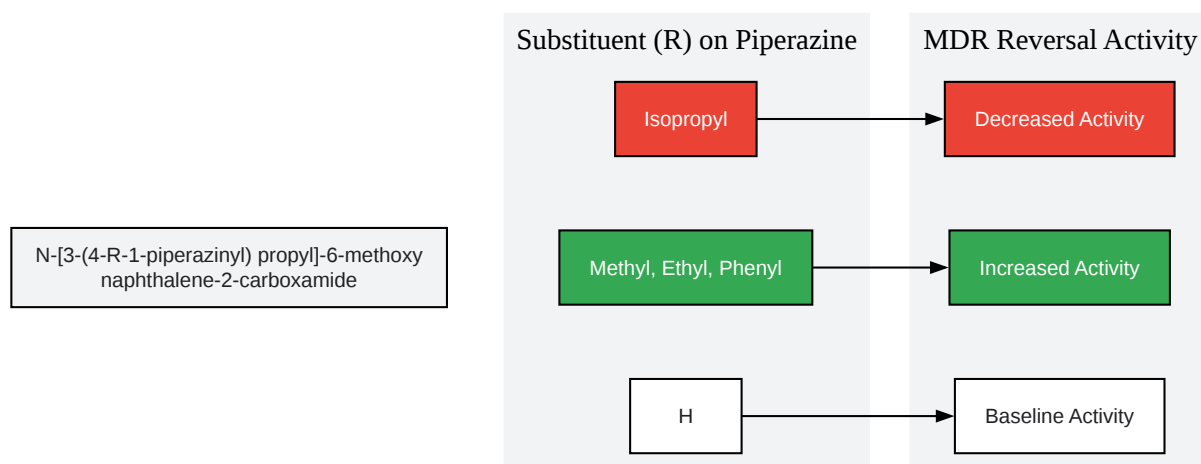 Substituent (R) on Piperazine
MDR Reversal Activity
Isopropyl
Decreased Activity
N-[3-(4-R-1-piperazinyl) propyl]-6-methoxy
naphthalene-2-carboxamide
Methyl, Ethyl, Phenyl
Increased Activity
H
Baseline Activity